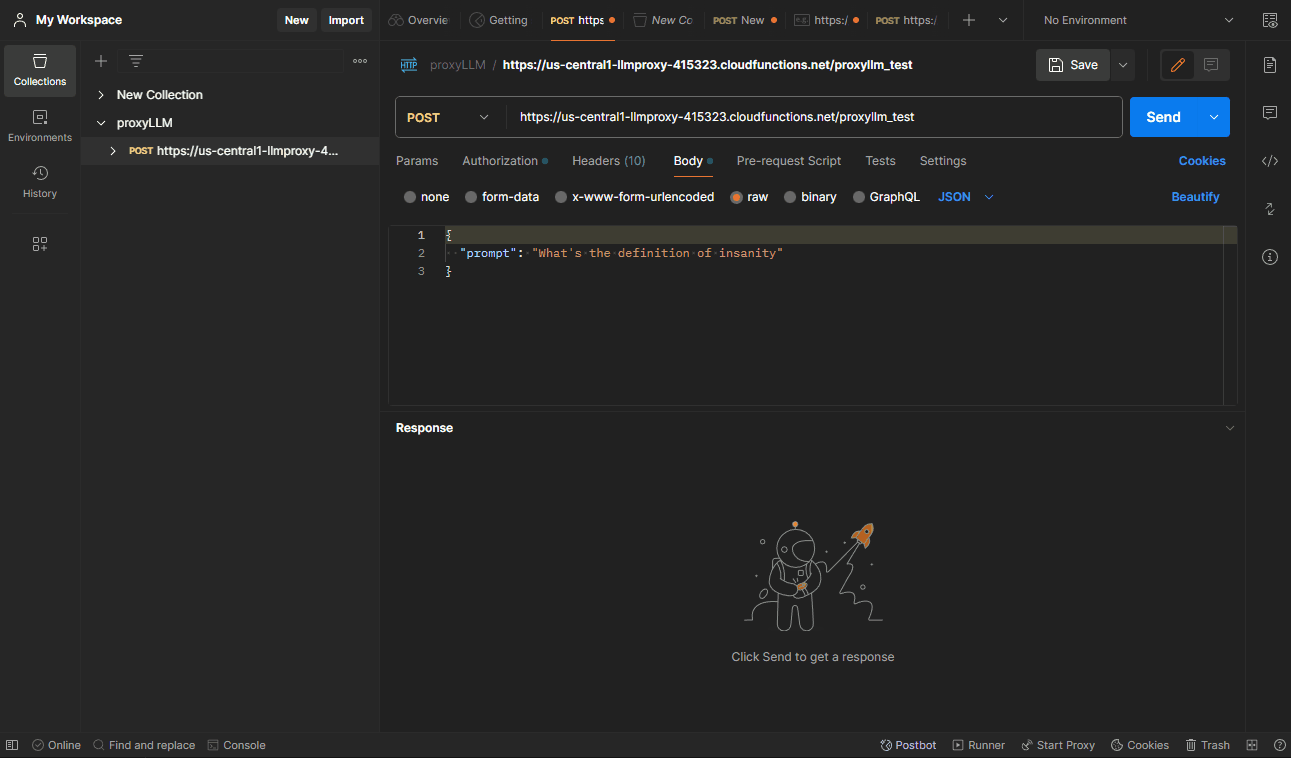 My Workspace New Import Overvie Getting POST https New Co POST New https:/ POST https:/ No Environment
Collections
Environments
History
New Collection
proxyLLM
POST https://us-central1-llmproxy-4...
HTTP proxyLLM / https://us-central1-llmproxy-415323.cloudfunctions.net/proxyllm_test Save
POST https://us-central1-llmproxy-415323.cloudfunctions.net/proxyllm_test Send
Params Authorization Headers (10) Body Pre-request Script Tests Settings Cookies
none form-data x-www-form-urlencoded raw binary GraphQL JSON Beautify
1 {
2 "prompt": "What's the definition of insanity"
3 }
Response
Click Send to get a response
Online Find and replace Console Postbot Runner Start Proxy Cookies Trash